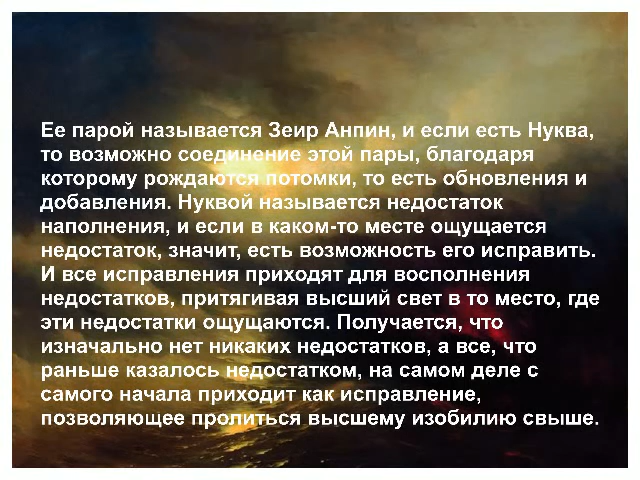 Ее парой называется Зеир Анпин, и если есть Нуква,
то возможно соединение этой пары, благодаря
которому рождаются потомки, то есть обновления и
добавления. Нуквой называется недостаток
наполнения, и если в каком-то месте ощущается
недостаток, значит, есть возможность его исправить.
И все исправления приходят для восполнения
недостатков, притягивая высший свет в то место, где
эти недостатки ощущаются. Получается, что
изначально нет никаких недостатков, а все, что
раньше казалось недостатком, на самом деле с
самого начала приходит как исправление,
позволяющее пролиться высшему изобилию свыше.